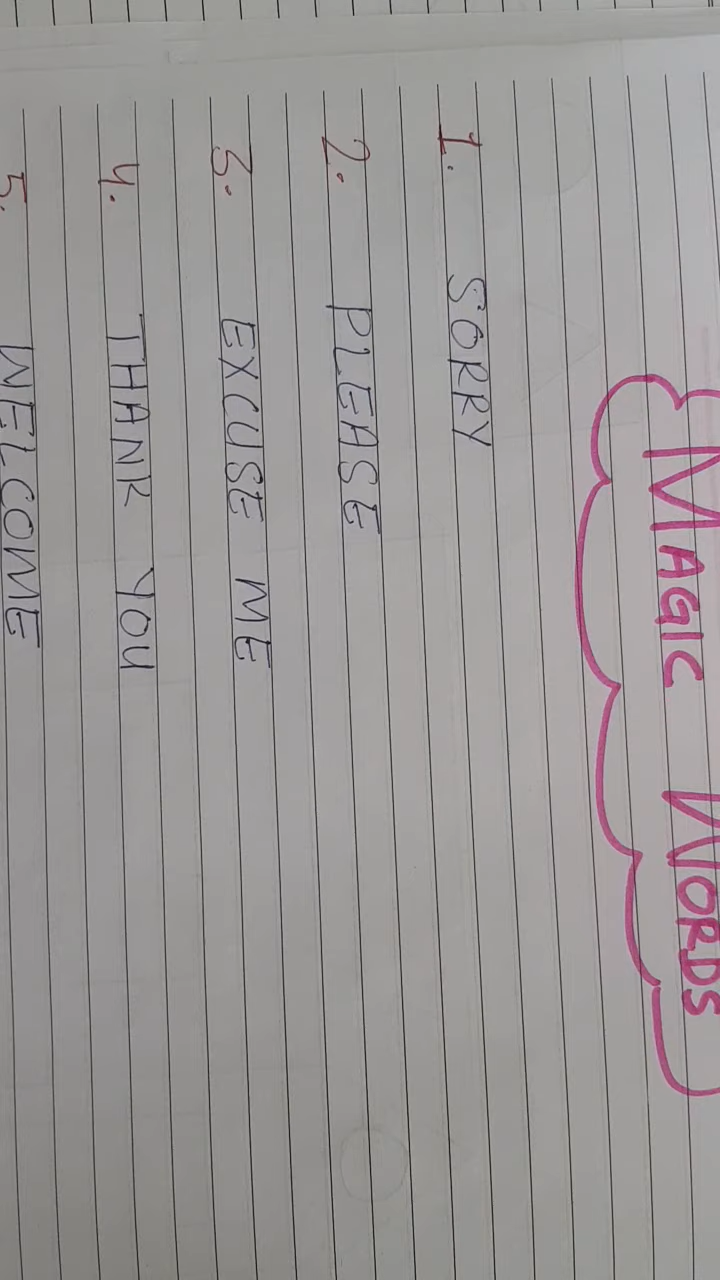 MAGIC WORDS
1. SORRY
2. PLEASE
3. EXCUSE ME
4. THANK YOU
5. WELCOME